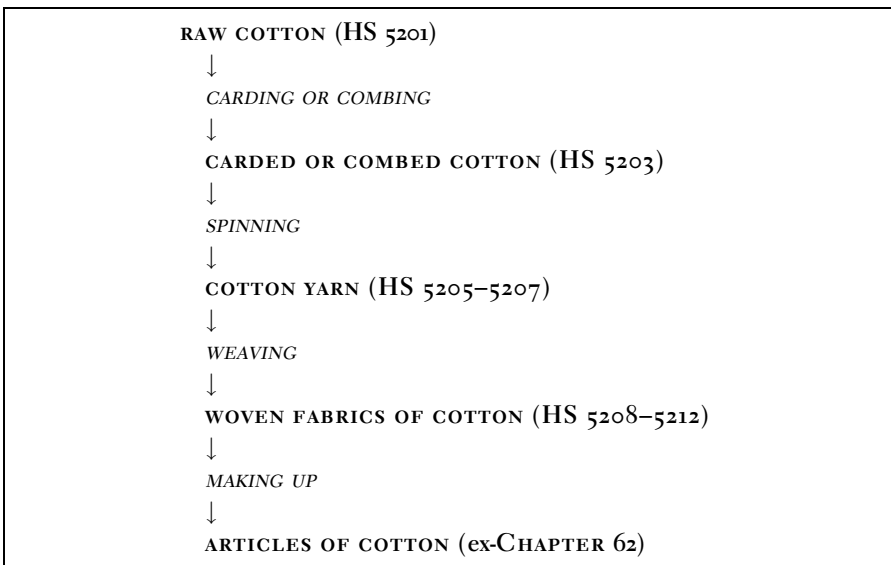 RAW COTTON (HS 5201)
↓
CARDING OR COMBING
↓
CARDED OR COMBED COTTON (HS 5203)
↓
SPINNING
↓
COTTON YARN (HS 5205–5207)
↓
WEAVING
↓
WOVEN FABRICS OF COTTON (HS 5208–5212)
↓
MAKING UP
↓
ARTICLES OF COTTON (ex-CHAPTER 62)